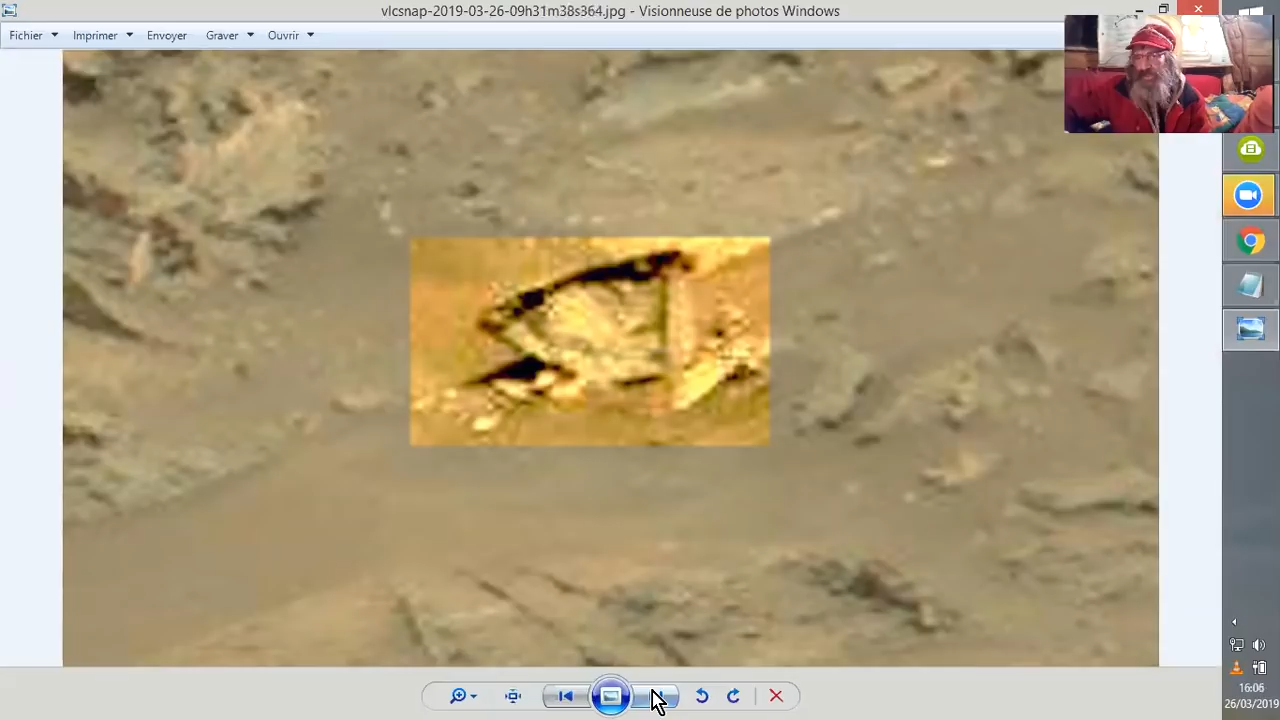 vlcsnap-2019-03-26-09h31m38s364.jpg - Visionneuse de photos Windows
Fichier Imprimer Envoyer Graver Ouvrir
16:06
26/03/2019